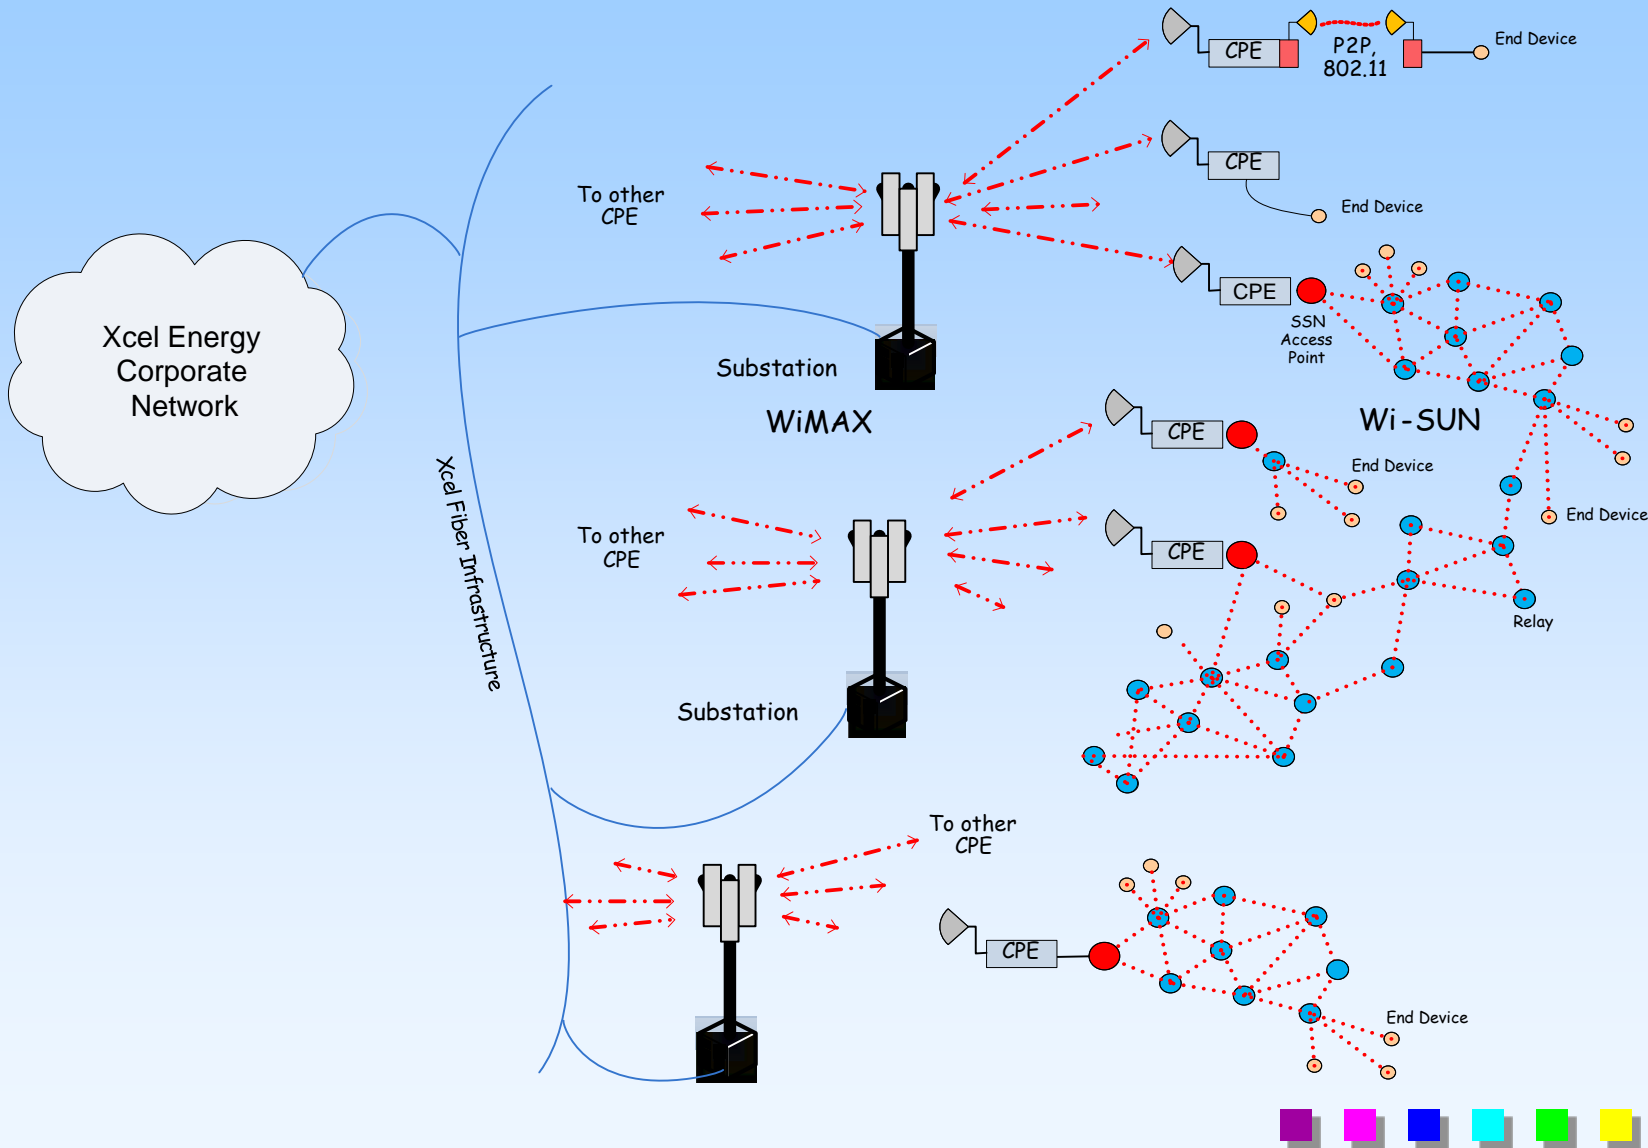 CPE
P2P,
802.11
End Device
CPE
End Device
To other
CPE
CPE
SSN
Access
Point
Xcel Energy
Corporate
Network
Substation
WiMAX
Wi-SUN
CPE
End Device
Xcel Fiber Infrastructure
To other
CPE
CPE
End Device
Relay
Substation
To other
CPE
CPE
End Device